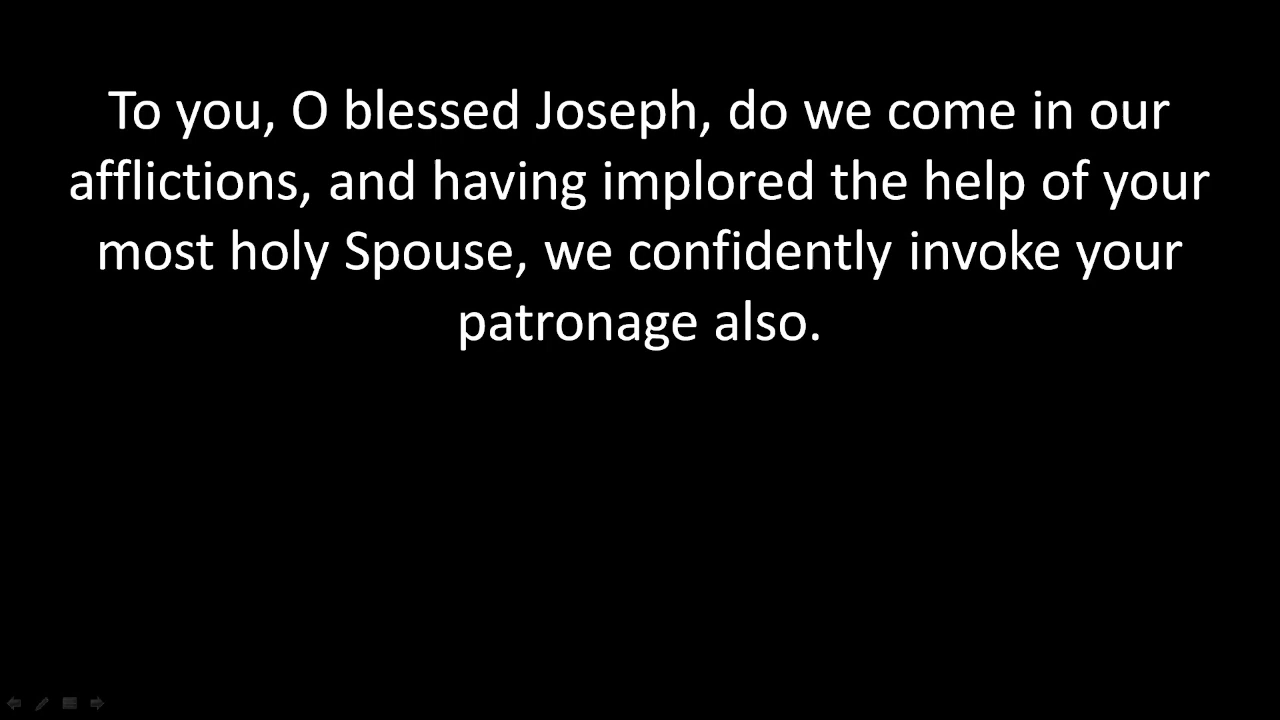 To you, O blessed Joseph, do we come in our
afflictions, and having implored the help of your
most holy Spouse, we confidently invoke your
patronage also.